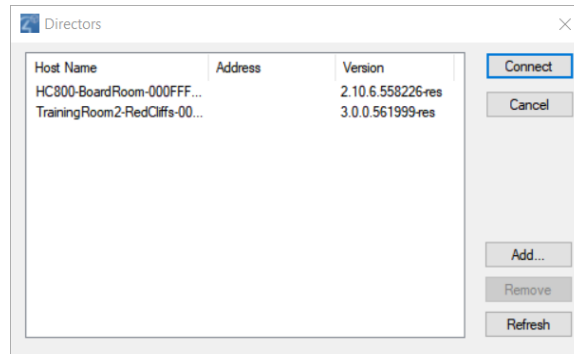 Directors
Host Name Address Version
HC800-BoardRoom-000FFF... 2.10.6.558226-res
TrainingRoom2-RedCliffs-00... 3.0.0.561999-res
Connect
Cancel
Add...
Remove
Refresh